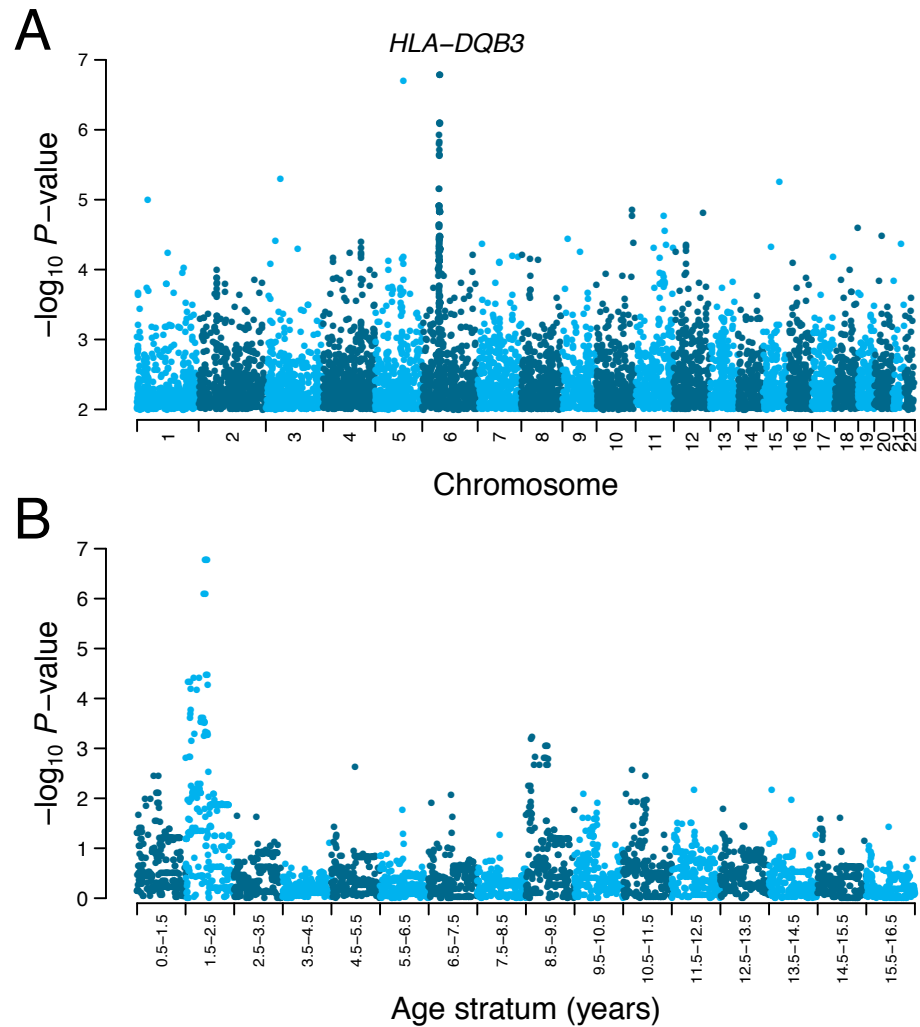 A
HLA−DQB3
7
6
5
4
3
2
−log10 P−value
1 2 3 4 5 6 7 8 9 10 11 12 13 14 15 16 17 18 19 20 21 22
Chromosome
B
7
6
5
4
3
2
1
0
−log10 P−value
0.5−1.5 1.5−2.5 2.5−3.5 3.5−4.5 4.5−5.5 5.5−6.5 6.5−7.5 7.5−8.5 8.5−9.5 9.5−10.5 10.5−11.5 11.5−12.5 12.5−13.5 13.5−14.5 14.5−15.5 15.5−16.5
Age stratum (years)